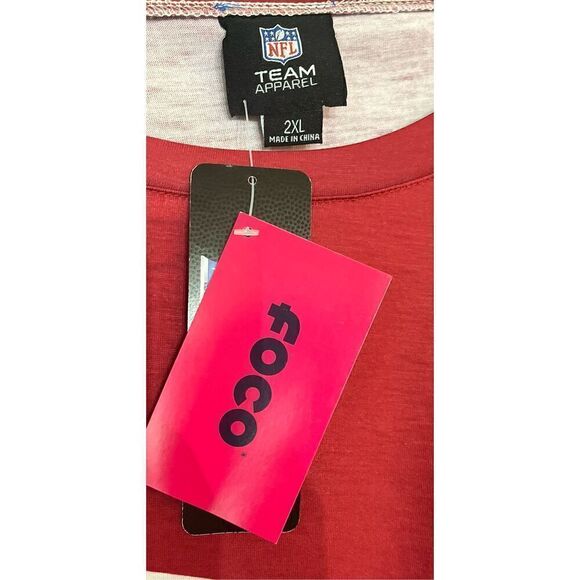 NFL
TEAM
APPAREL
2XL
MADE IN CHINA
foco